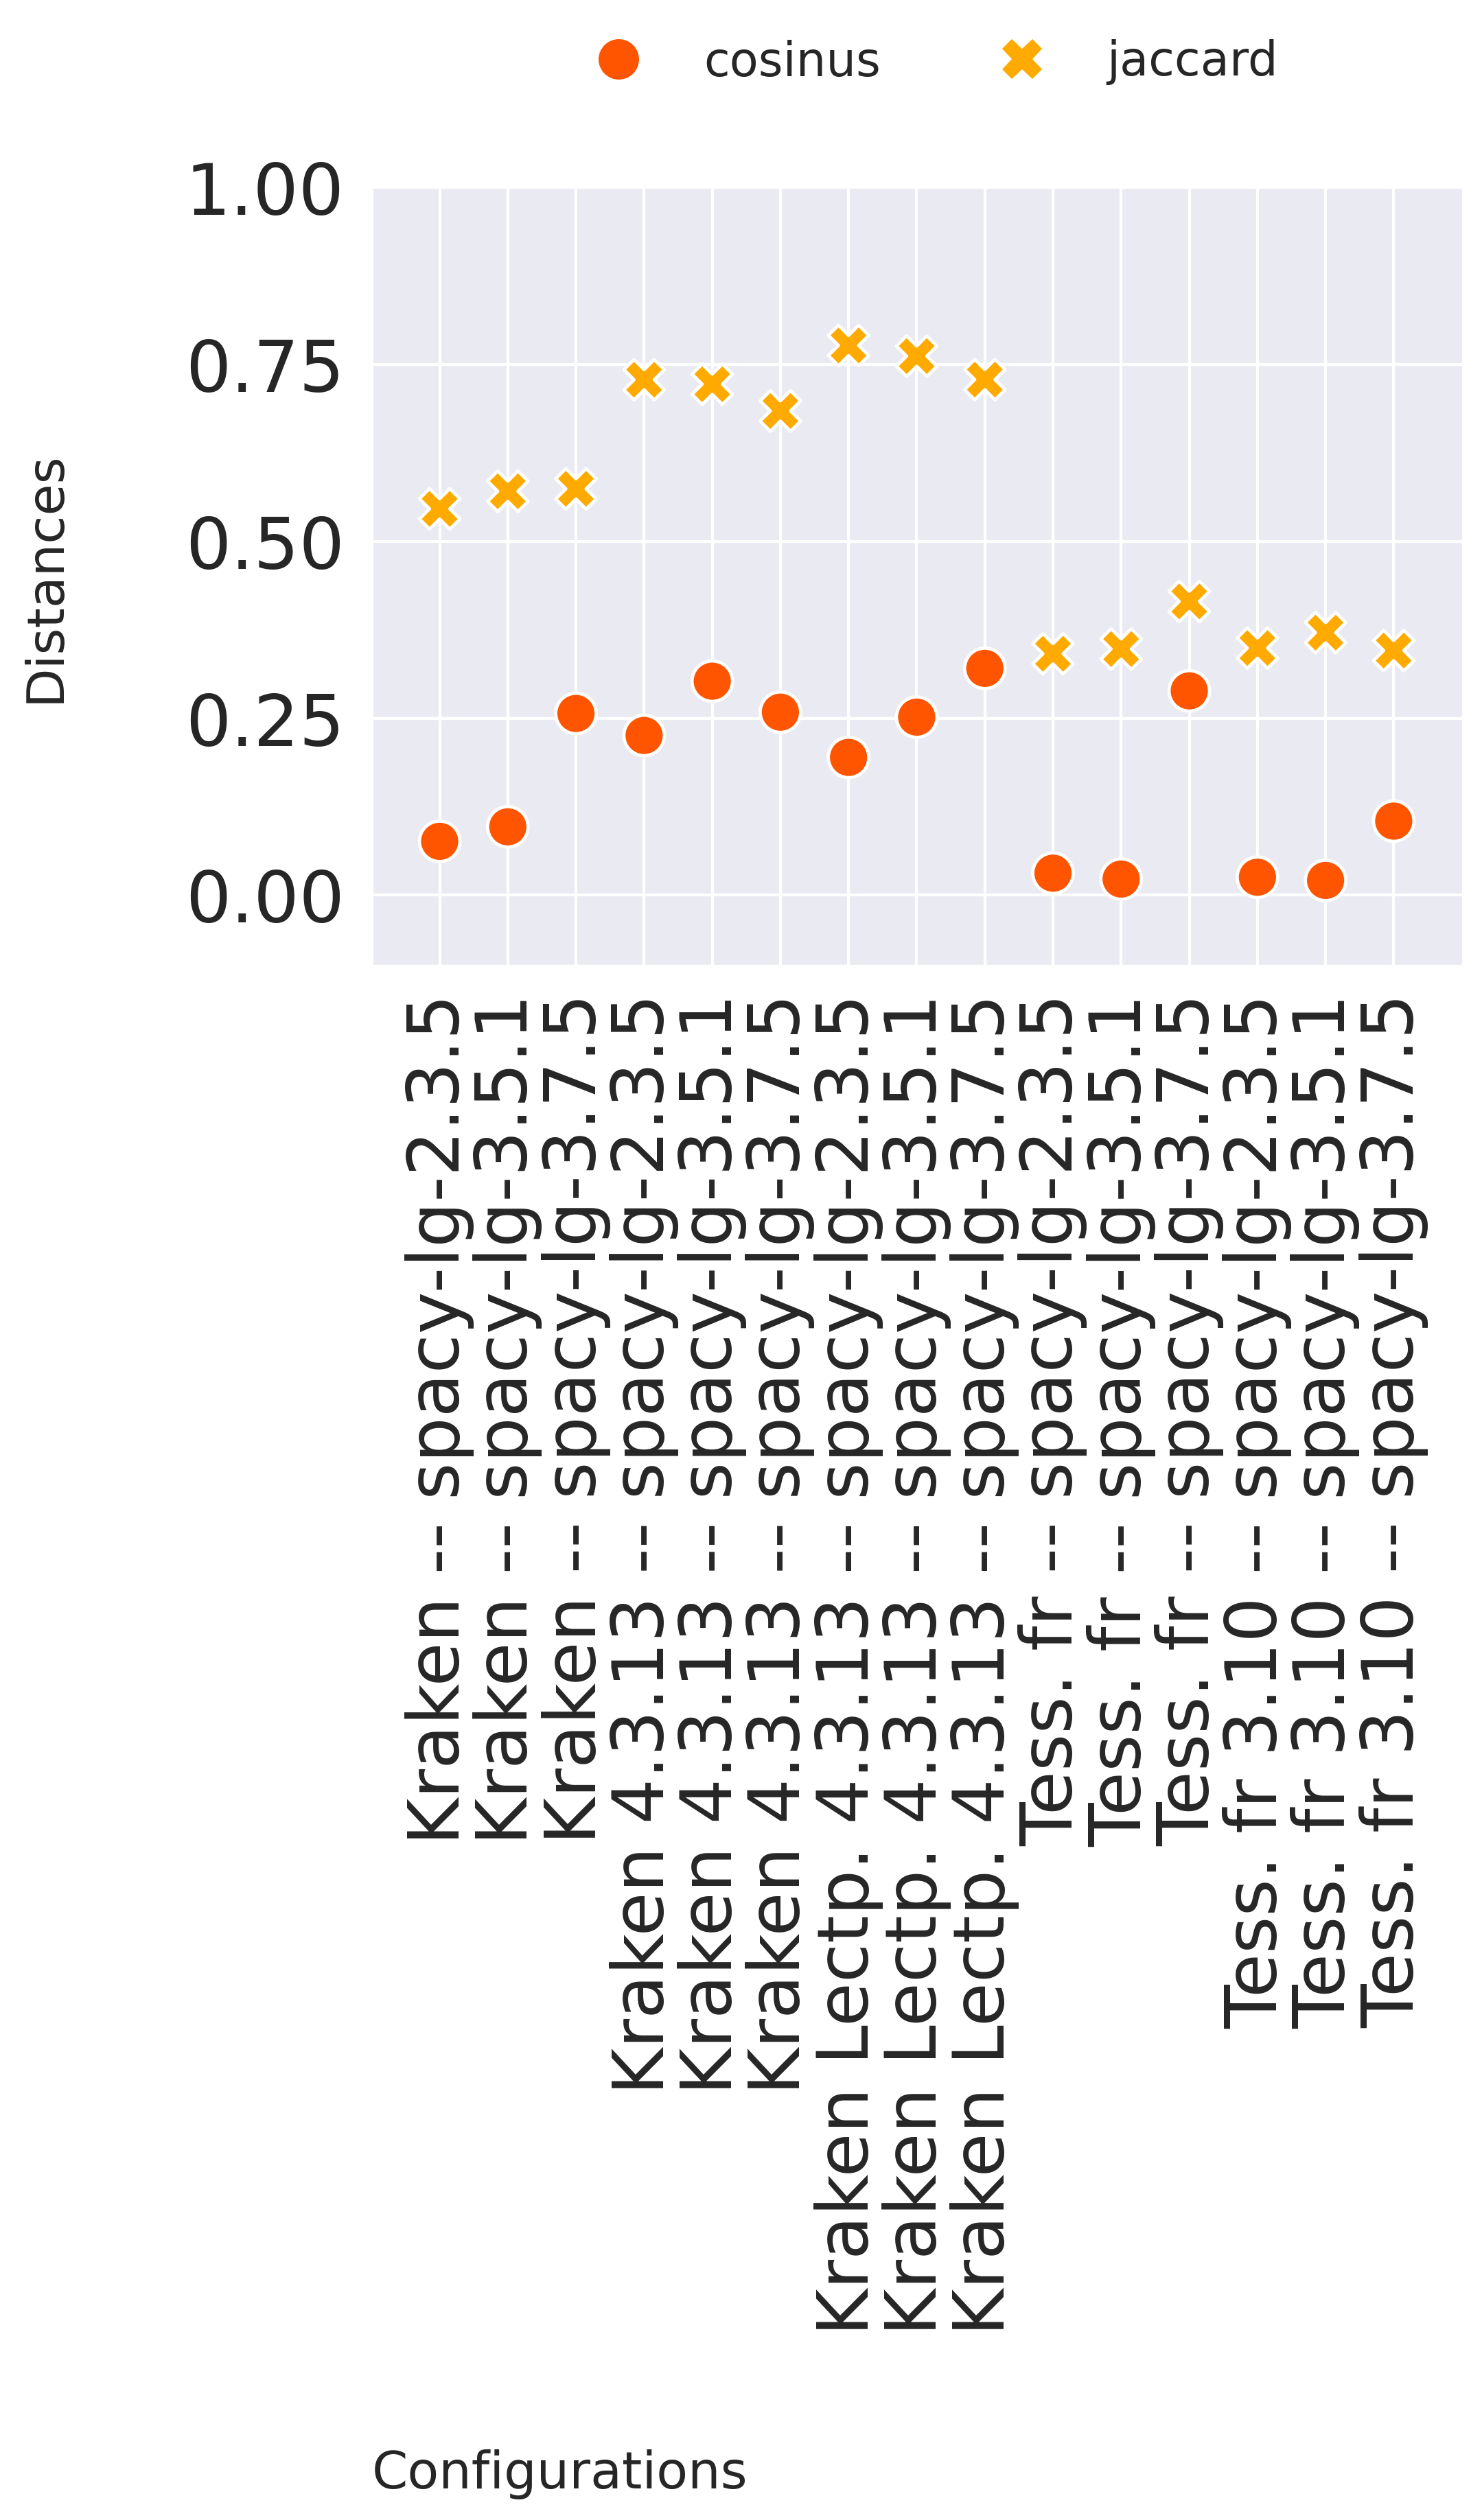 cosinus jaccard
1.00
0.75
0.50
0.25
0.00
Distances
Kraken -- spacy-lg-2.3.5
Kraken -- spacy-lg-3.5.1
Kraken -- spacy-lg-3.7.5
Kraken 4.3.13 -- spacy-lg-2.3.5
Kraken 4.3.13 -- spacy-lg-3.5.1
Kraken 4.3.13 -- spacy-lg-3.7.5
Kraken Lectp. 4.3.13 -- spacy-lg-2.3.5
Kraken Lectp. 4.3.13 -- spacy-lg-3.5.1
Kraken Lectp. 4.3.13 -- spacy-lg-3.7.5
Tess. fr -- spacy-lg-2.3.5
Tess. fr -- spacy-lg-3.5.1
Tess. fr -- spacy-lg-3.7.5
Tess. fr 3.10 -- spacy-lg-2.3.5
Tess. fr 3.10 -- spacy-lg-3.5.1
Tess. fr 3.10 -- spacy-lg-3.7.5
Configurations